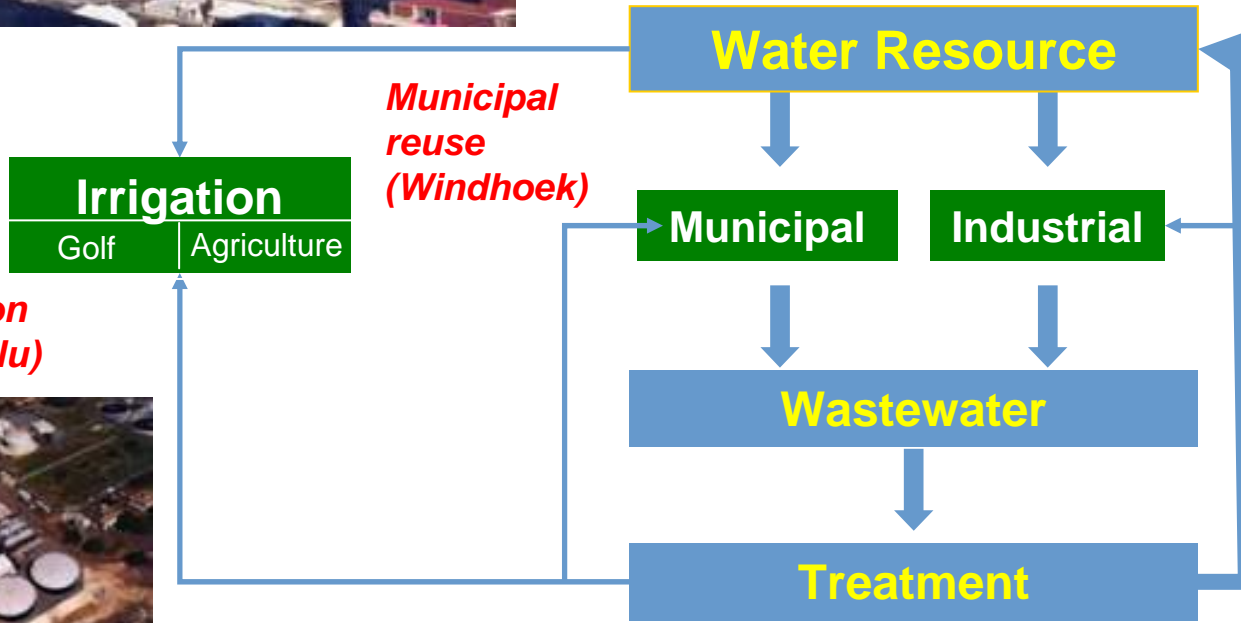 Water Resource
Municipal
reuse
(Windhoek)
Irrigation
Golf Agriculture
Municipal
Industrial
Wastewater
Treatment